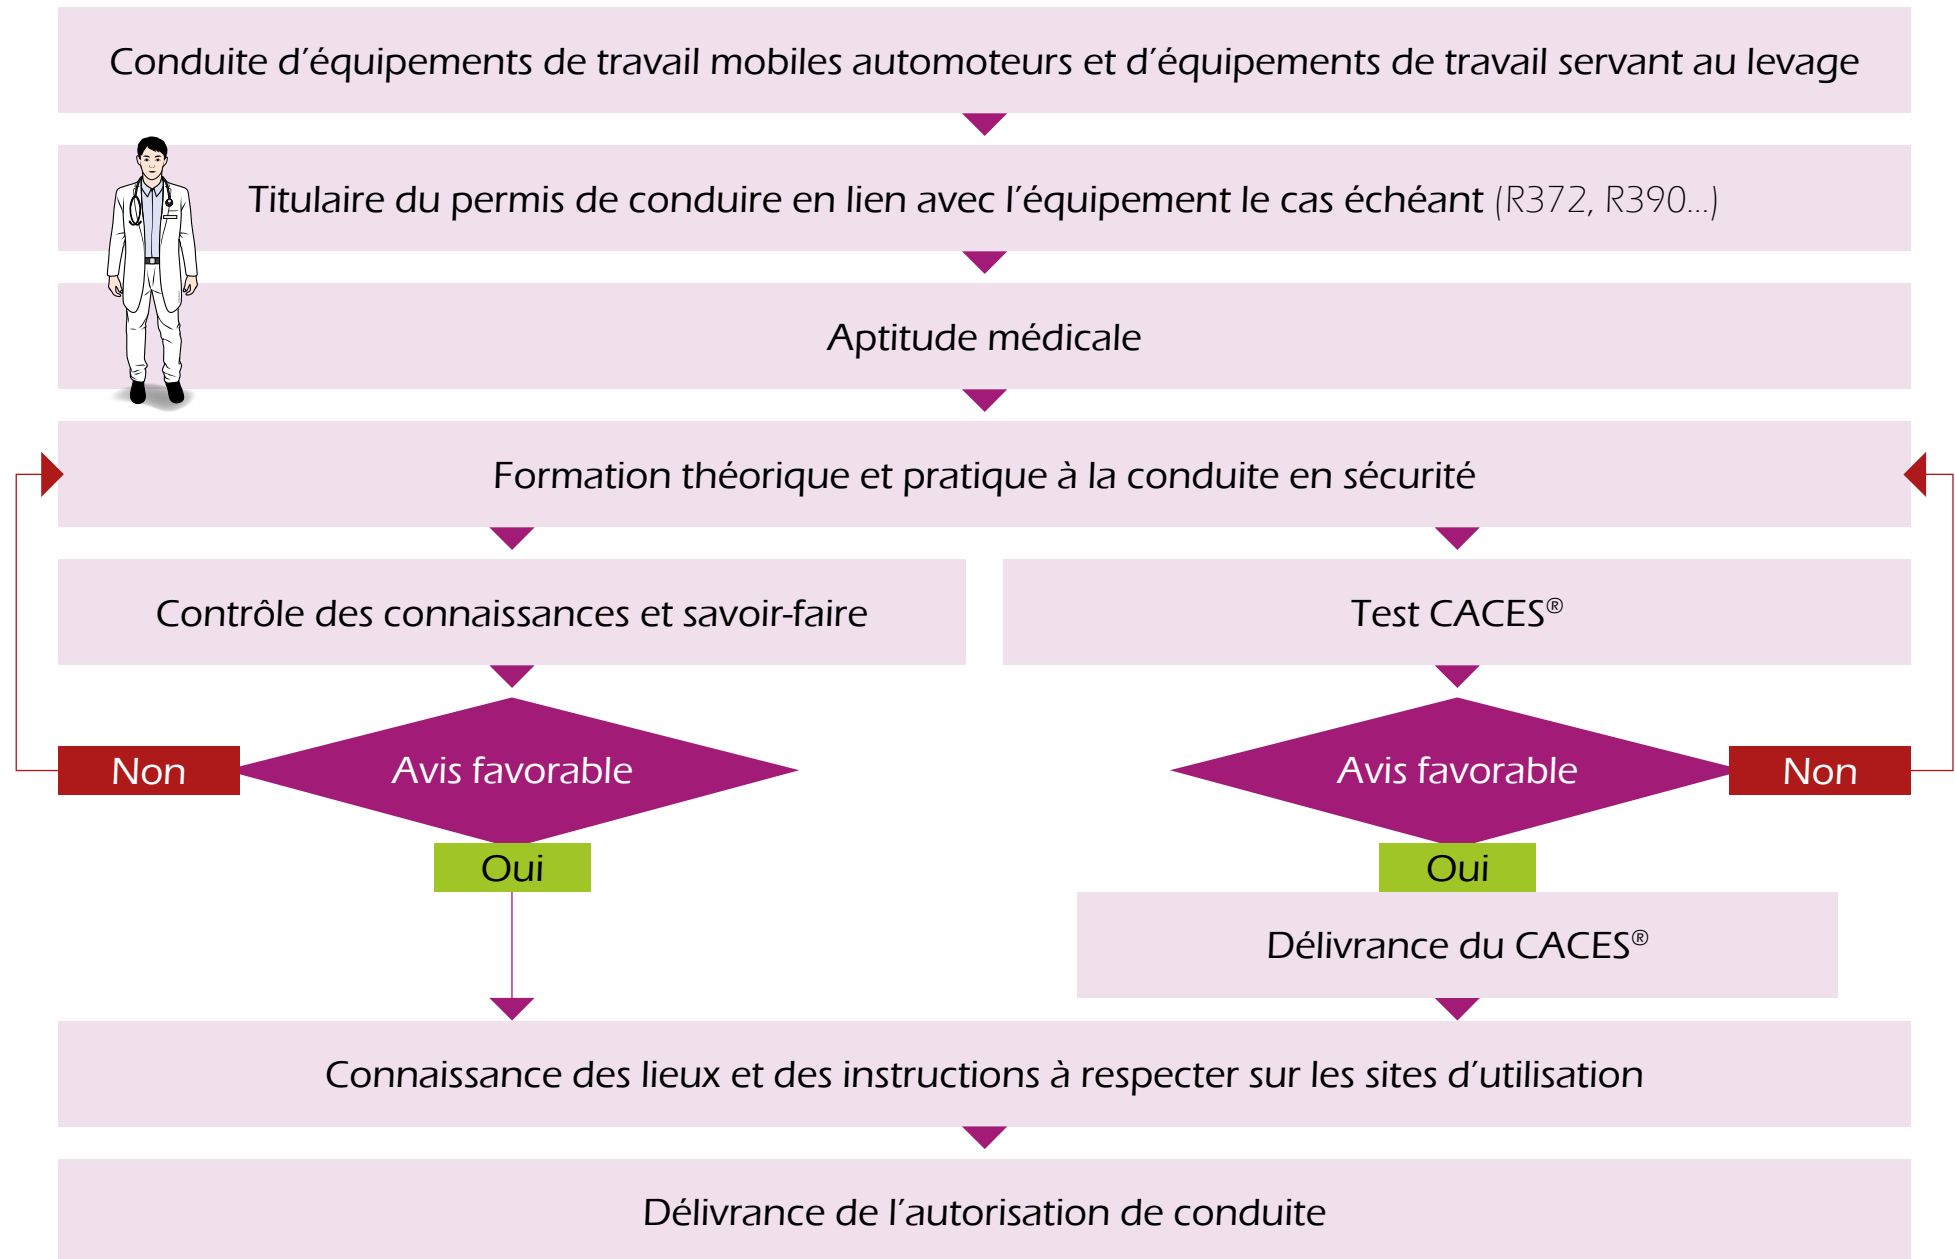 Conduite d'équipements de travail mobiles automoteurs et d'équipements de travail servant au levage
Titulaire du permis de conduire en lien avec l'équipement le cas échéant (R372, R390...)
Aptitude médicale
Formation théorique et pratique à la conduite en sécurité
Contrôle des connaissances et savoir-faire
Test CACES®
Non
Avis favorable
Avis favorable
Non
Oui
Oui
Délivrance du CACES®
Connaissance des lieux et des instructions à respecter sur les sites d'utilisation
Délivrance de l'autorisation de conduite